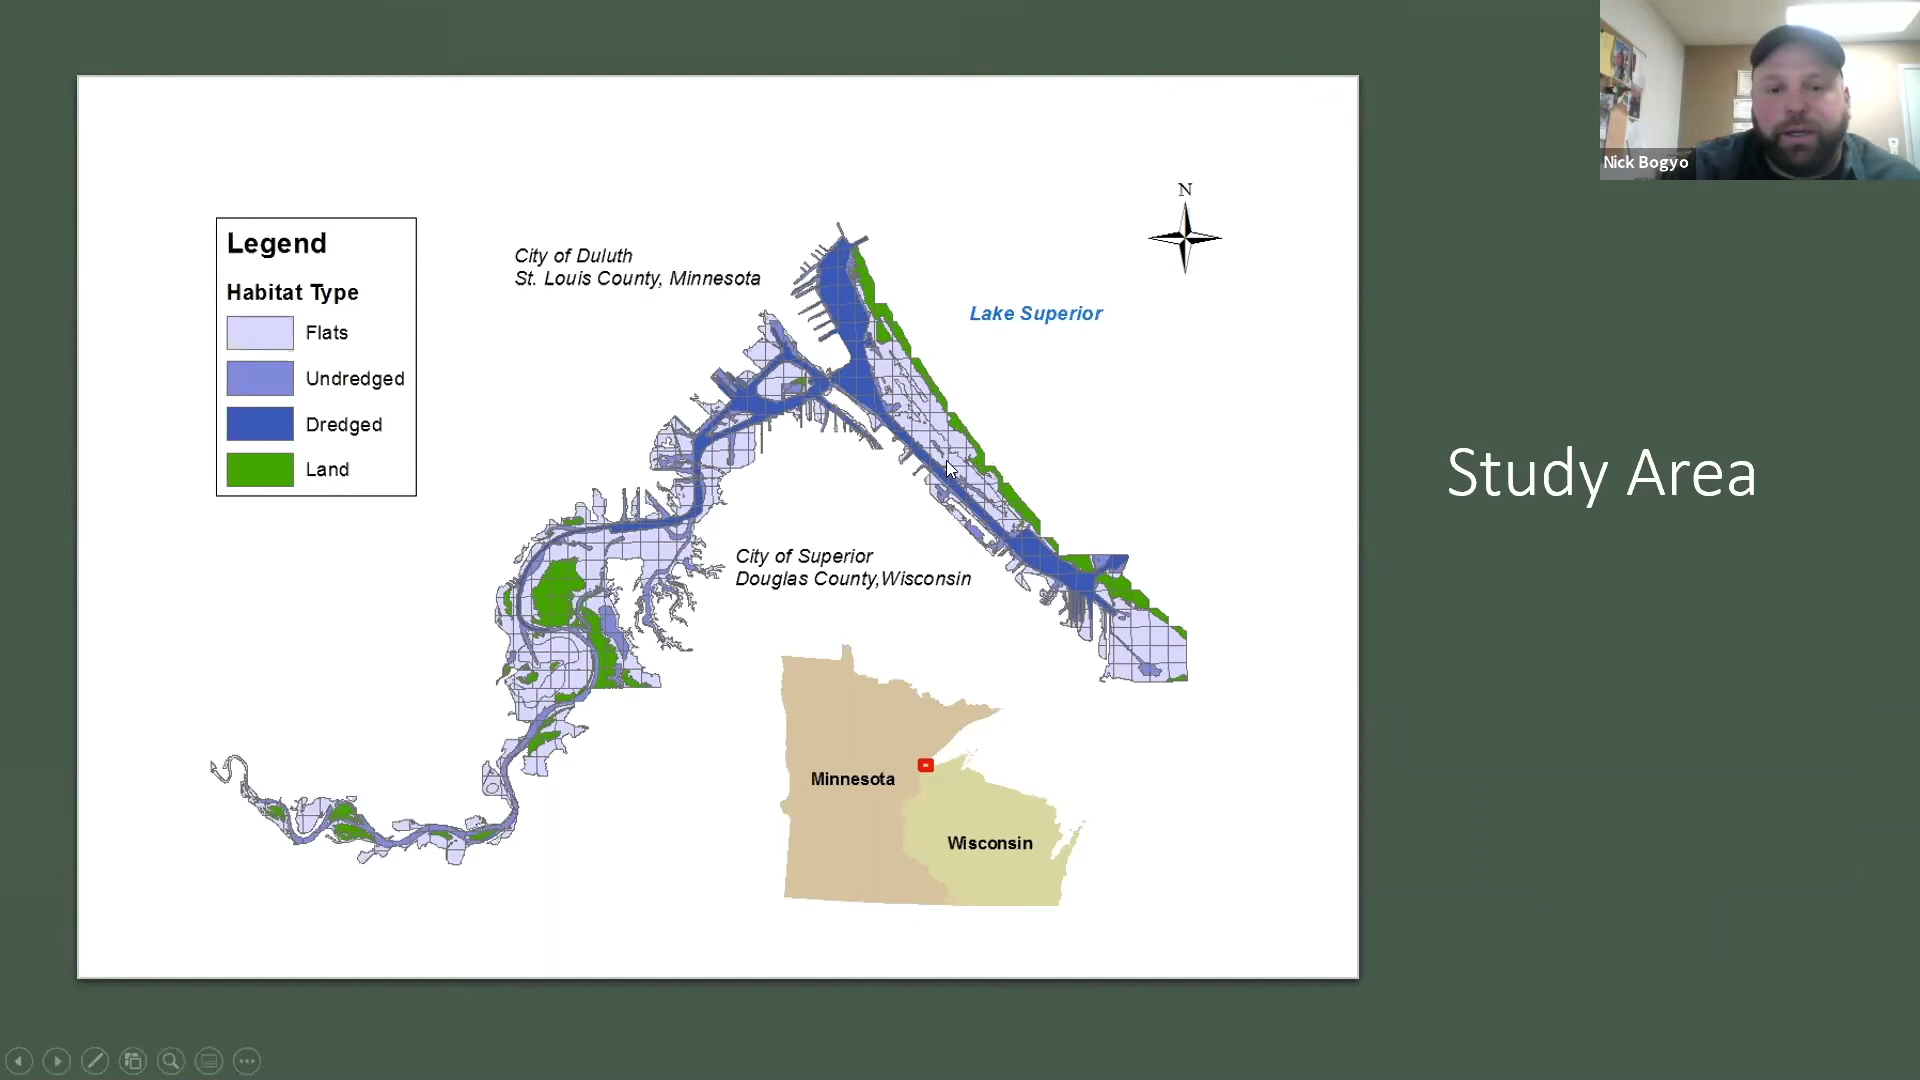 Nick Bogyo
N
Legend
Habitat Type
Flats
Undredged
Dredged
Land
City of Duluth
St. Louis County, Minnesota
Lake Superior
City of Superior
Douglas County,Wisconsin
Minnesota
Wisconsin
Study Area